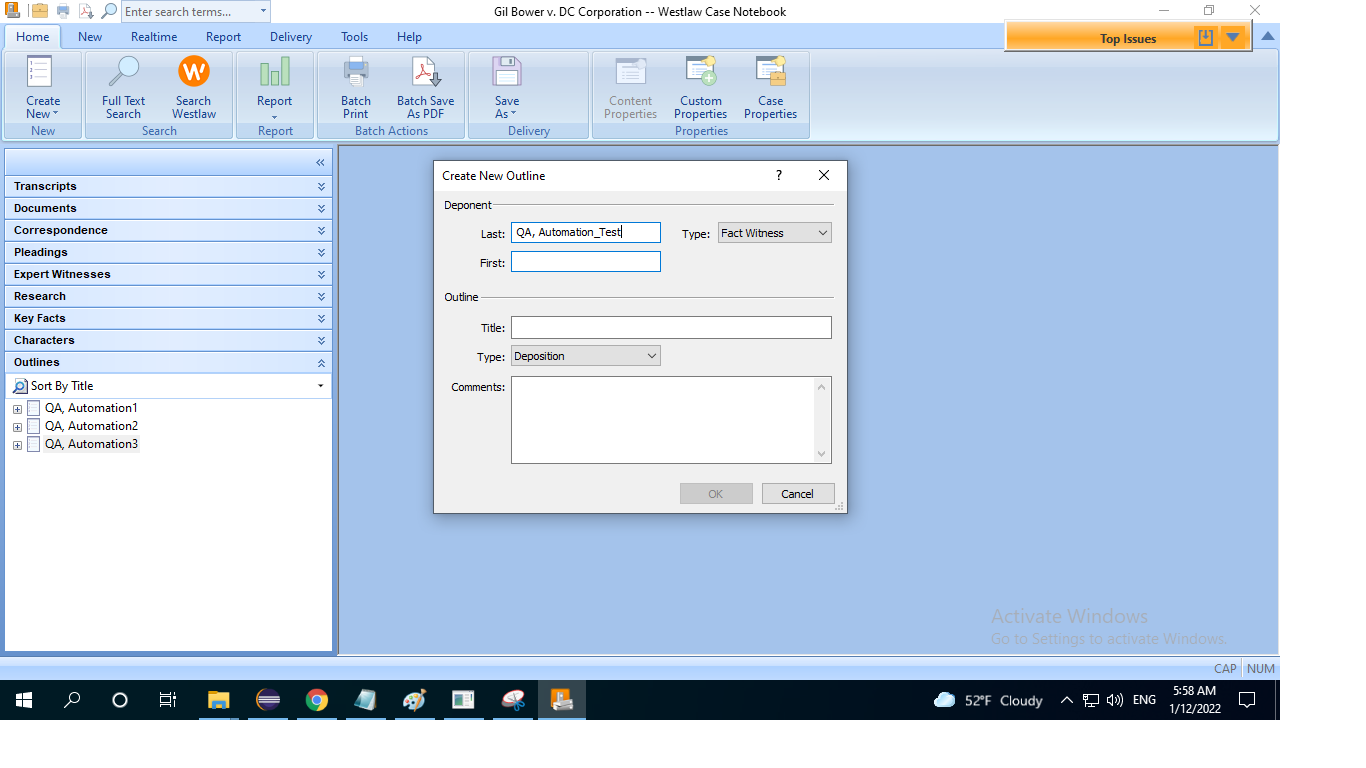 Enter search terms...
Gil Bower v. DC Corporation -- Westlaw Case Notebook
Home New Realtime Report Delivery Tools Help
Top Issues
Create New
Full Text Search
Search Westlaw
Report
Batch Print
Batch Save As PDF
Save As
Content Properties
Custom Properties
Case Properties
New Search Report Batch Actions Delivery Properties
Transcripts
Documents
Correspondence
Pleadings
Expert Witnesses
Research
Key Facts
Characters
Outlines
Sort By Title
QA, Automation1
QA, Automation2
QA, Automation3
Create New Outline ?
Deponent
Last: QA, Automation_Test Type: Fact Witness
First:
Outline
Title:
Type: Deposition
Comments:
OK Cancel
Activate Windows
Go to Settings to activate Windows.
CAP NUM
52°F Cloudy ENG
5:58 AM
1/12/2022